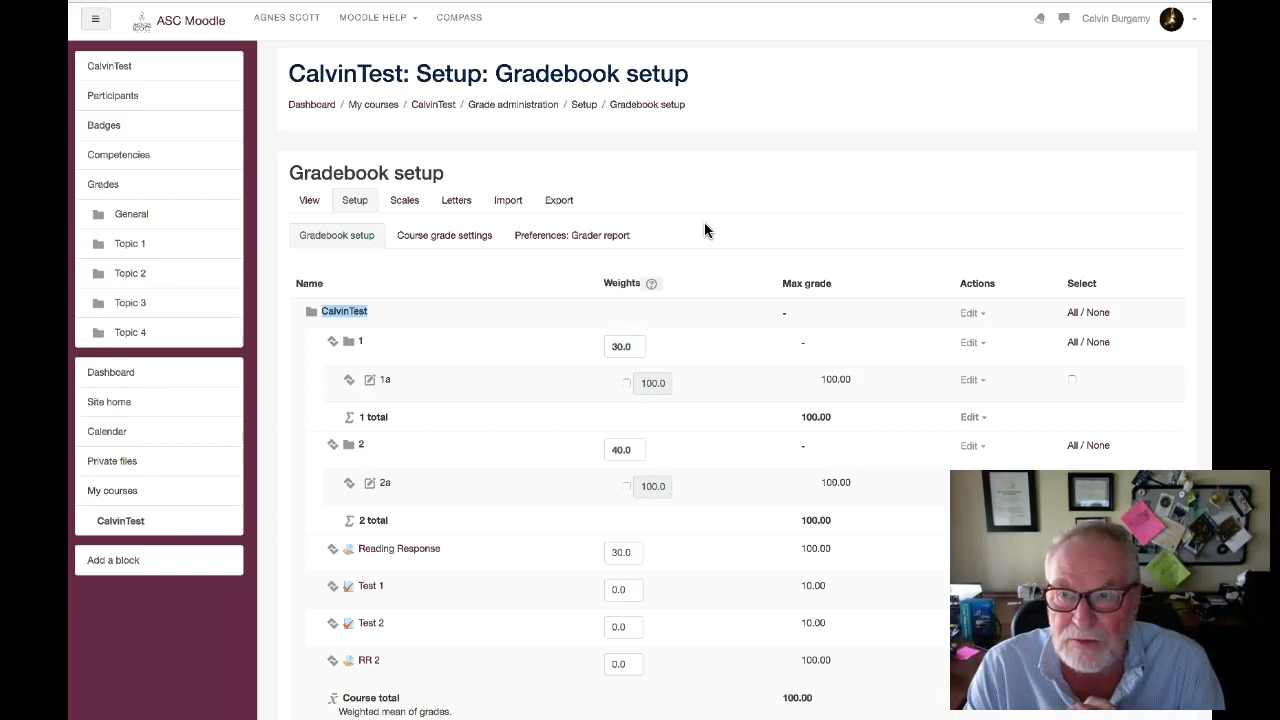 ASC Moodle
AGNES SCOTT
MOODLE HELP
COMPASS
Calvin Burgamy
CalvinTest
Participants
Badges
Competencies
Grades
General
Topic 1
Topic 2
Topic 3
Topic 4
Dashboard
Site home
Calendar
Private files
My courses
CalvinTest
Add a block
CalvinTest: Setup: Gradebook setup
Dashboard / My courses / CalvinTest / Grade administration / Setup / Gradebook setup
Gradebook setup
View Setup Scales Letters Import Export
Gradebook setup Course grade settings Preferences: Grader report
Name Weights ? Max grade Actions Select
CalvinTest - Edit All / None
1 30.0 - Edit All / None
1a 100.0 100.00 Edit
Σ 1 total 100.00 Edit
2 40.0 - Edit All / None
2a 100.0 100.00
Σ 2 total 100.00
Reading Response 30.0 100.00
Test 1 0.0 10.00
Test 2 0.0 10.00
RR 2 0.0 100.00
x̄ Course total 100.00
Weighted mean of grades.